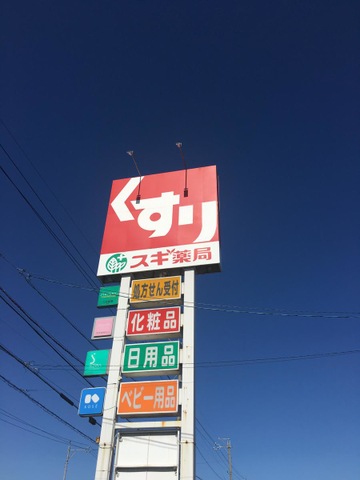 くすり
スギ薬局
処方せん受付
化粧品
日用品
ベビー用品